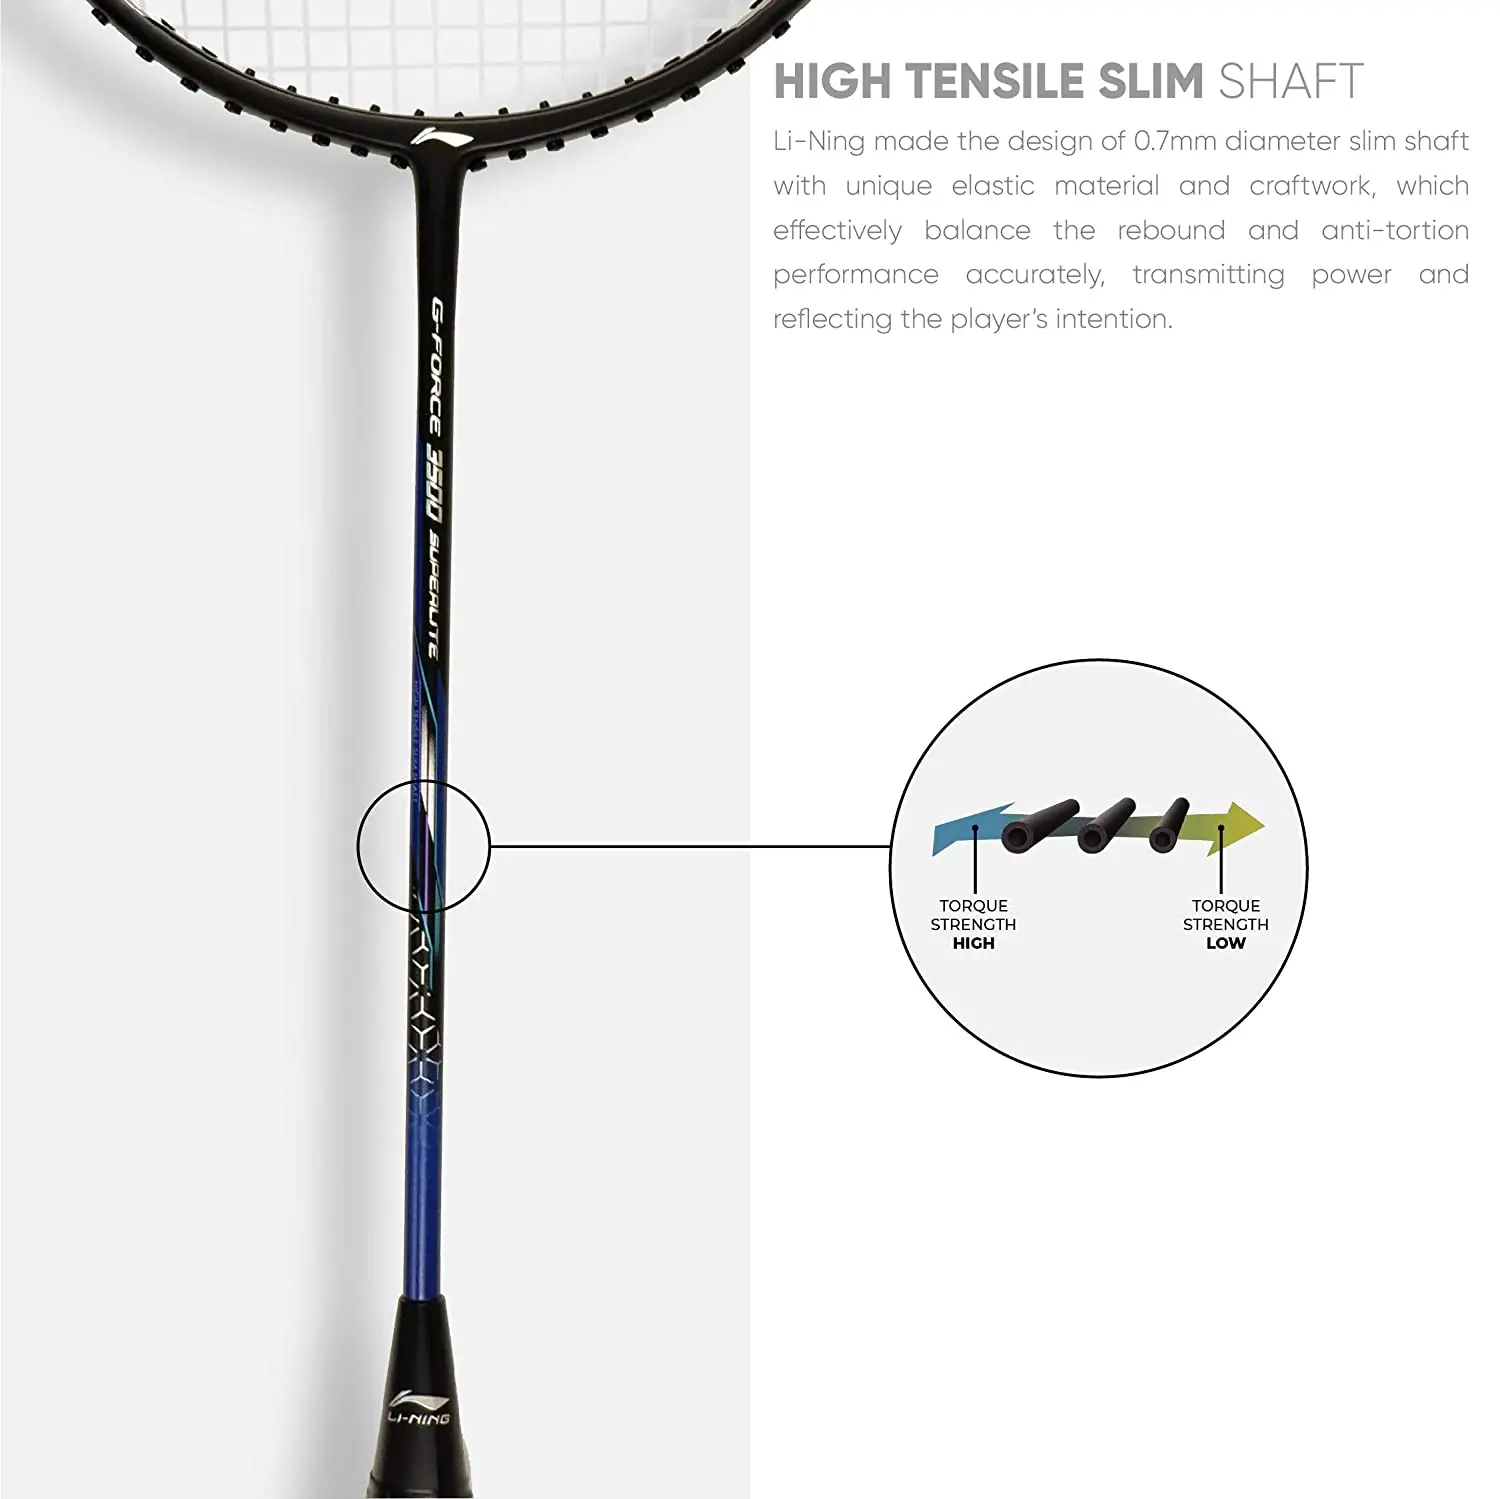 HIGH TENSILE SLIM SHAFT
Li-Ning made the design of 0.7mm diameter slim shaft
with unique elastic material and craftwork, which
effectively balance the rebound and anti-tortion
performance accurately, transmitting power and
reflecting the player's intention.
G-FORCE 3500 SUPERLITE
TORQUE
STRENGTH
HIGH
TORQUE
STRENGTH
LOW
LI-NING